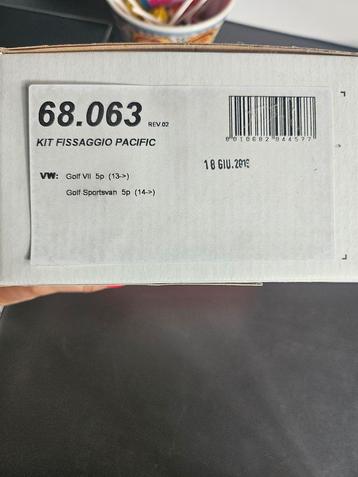 68.063 REV.02
KIT FISSAGGIO PACIFIC
VW: Golf VII 5p (13->)
Golf Sportsvan 5p (14->)
18 GIU.2019